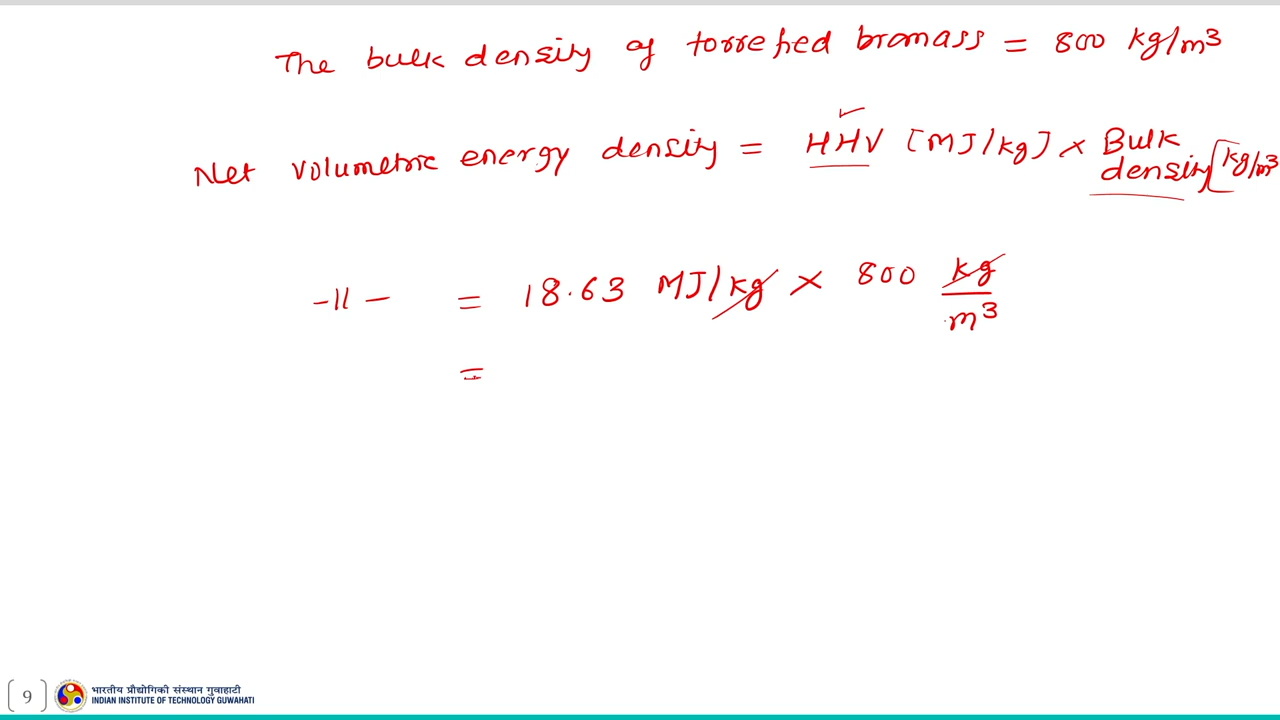 The bulk density of torrefied biomass = 800 kg/m³
Net volumetric energy density = HHV [MJ/kg] × Bulk density [kg/m³
-11- = 18.63 MJ/kg × 800 kg/m³
=
9
भारतीय प्रौद्योगिकी संस्थान गुवाहाटी
INDIAN INSTITUTE OF TECHNOLOGY GUWAHATI